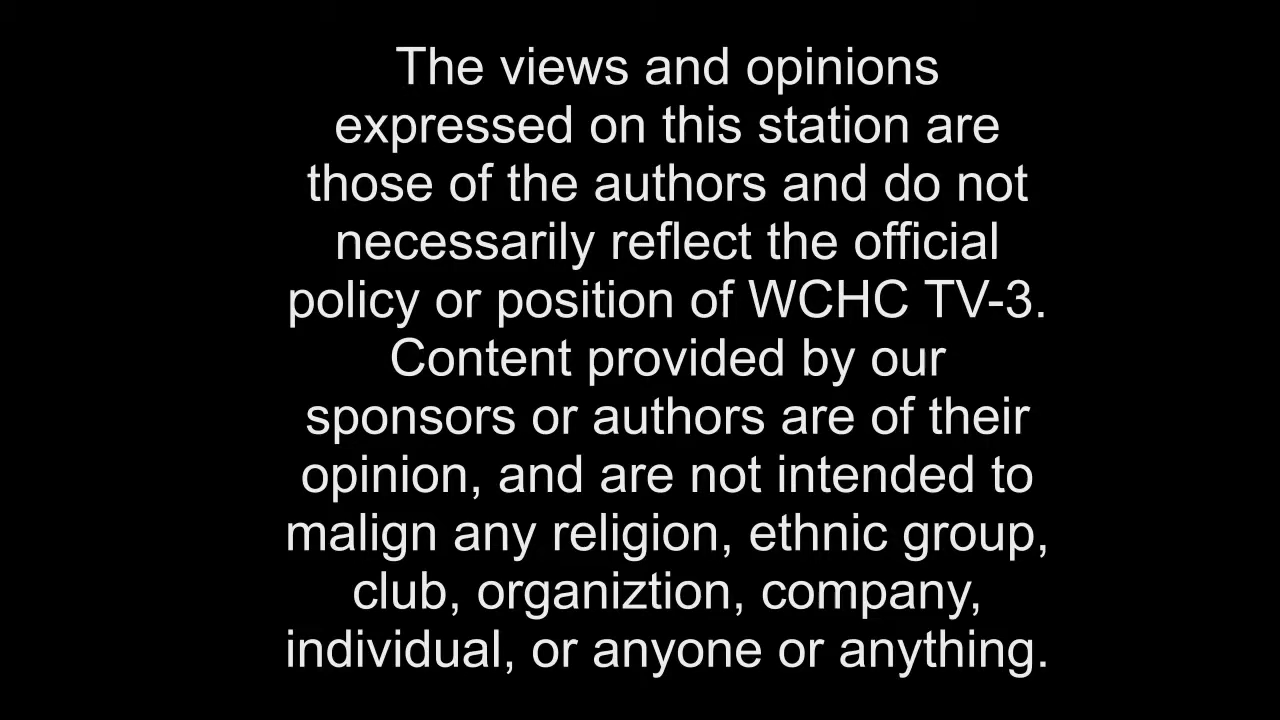 The views and opinions
expressed on this station are
those of the authors and do not
necessarily reflect the official
policy or position of WCHC TV-3.
Content provided by our
sponsors or authors are of their
opinion, and are not intended to
malign any religion, ethnic group,
club, organiztion, company,
individual, or anyone or anything.